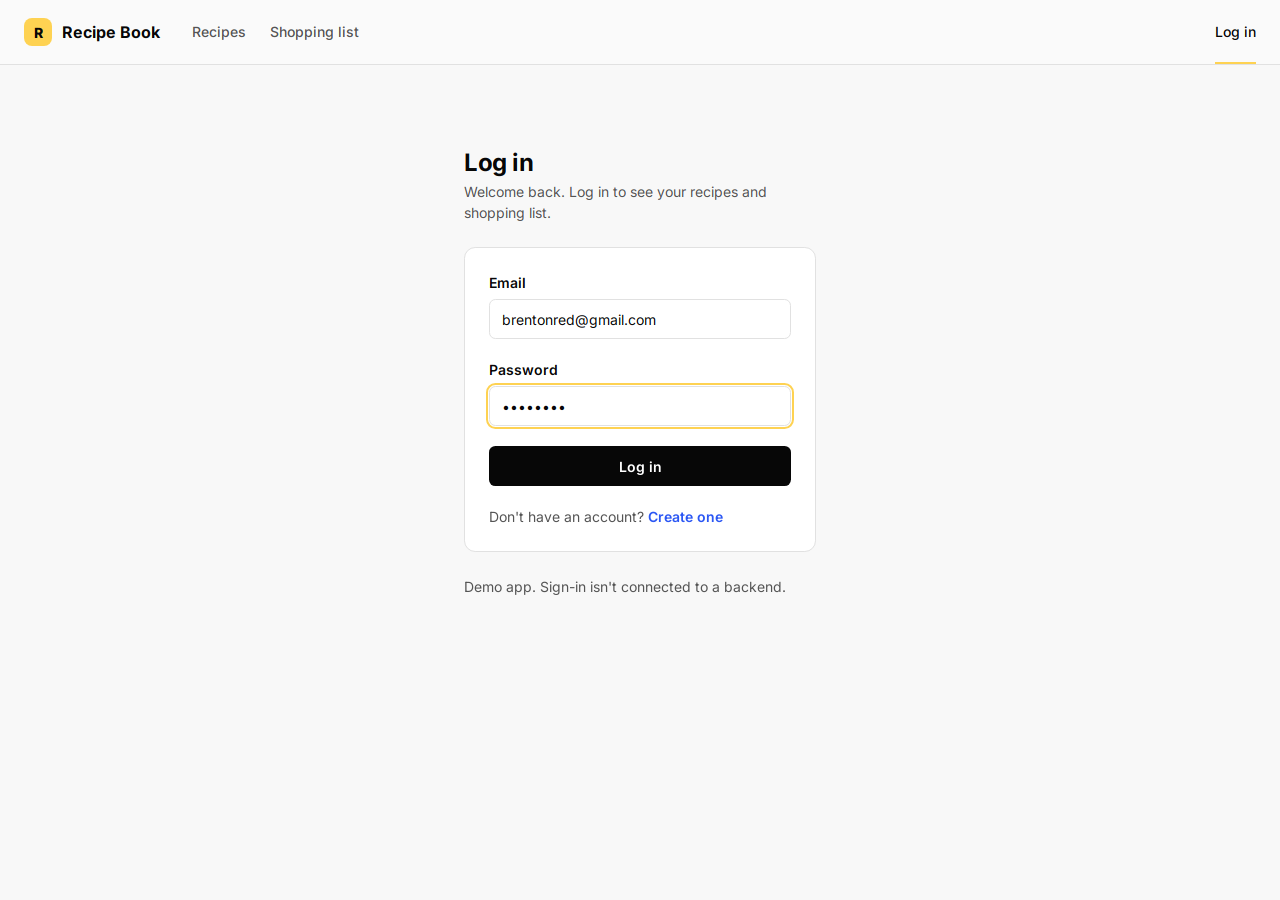 R Recipe Book Recipes Shopping list Log in
Log in
Welcome back. Log in to see your recipes and
shopping list.
Email
brentonred@gmail.com
Password
••••••••
Log in
Don't have an account? Create one
Demo app. Sign-in isn't connected to a backend.